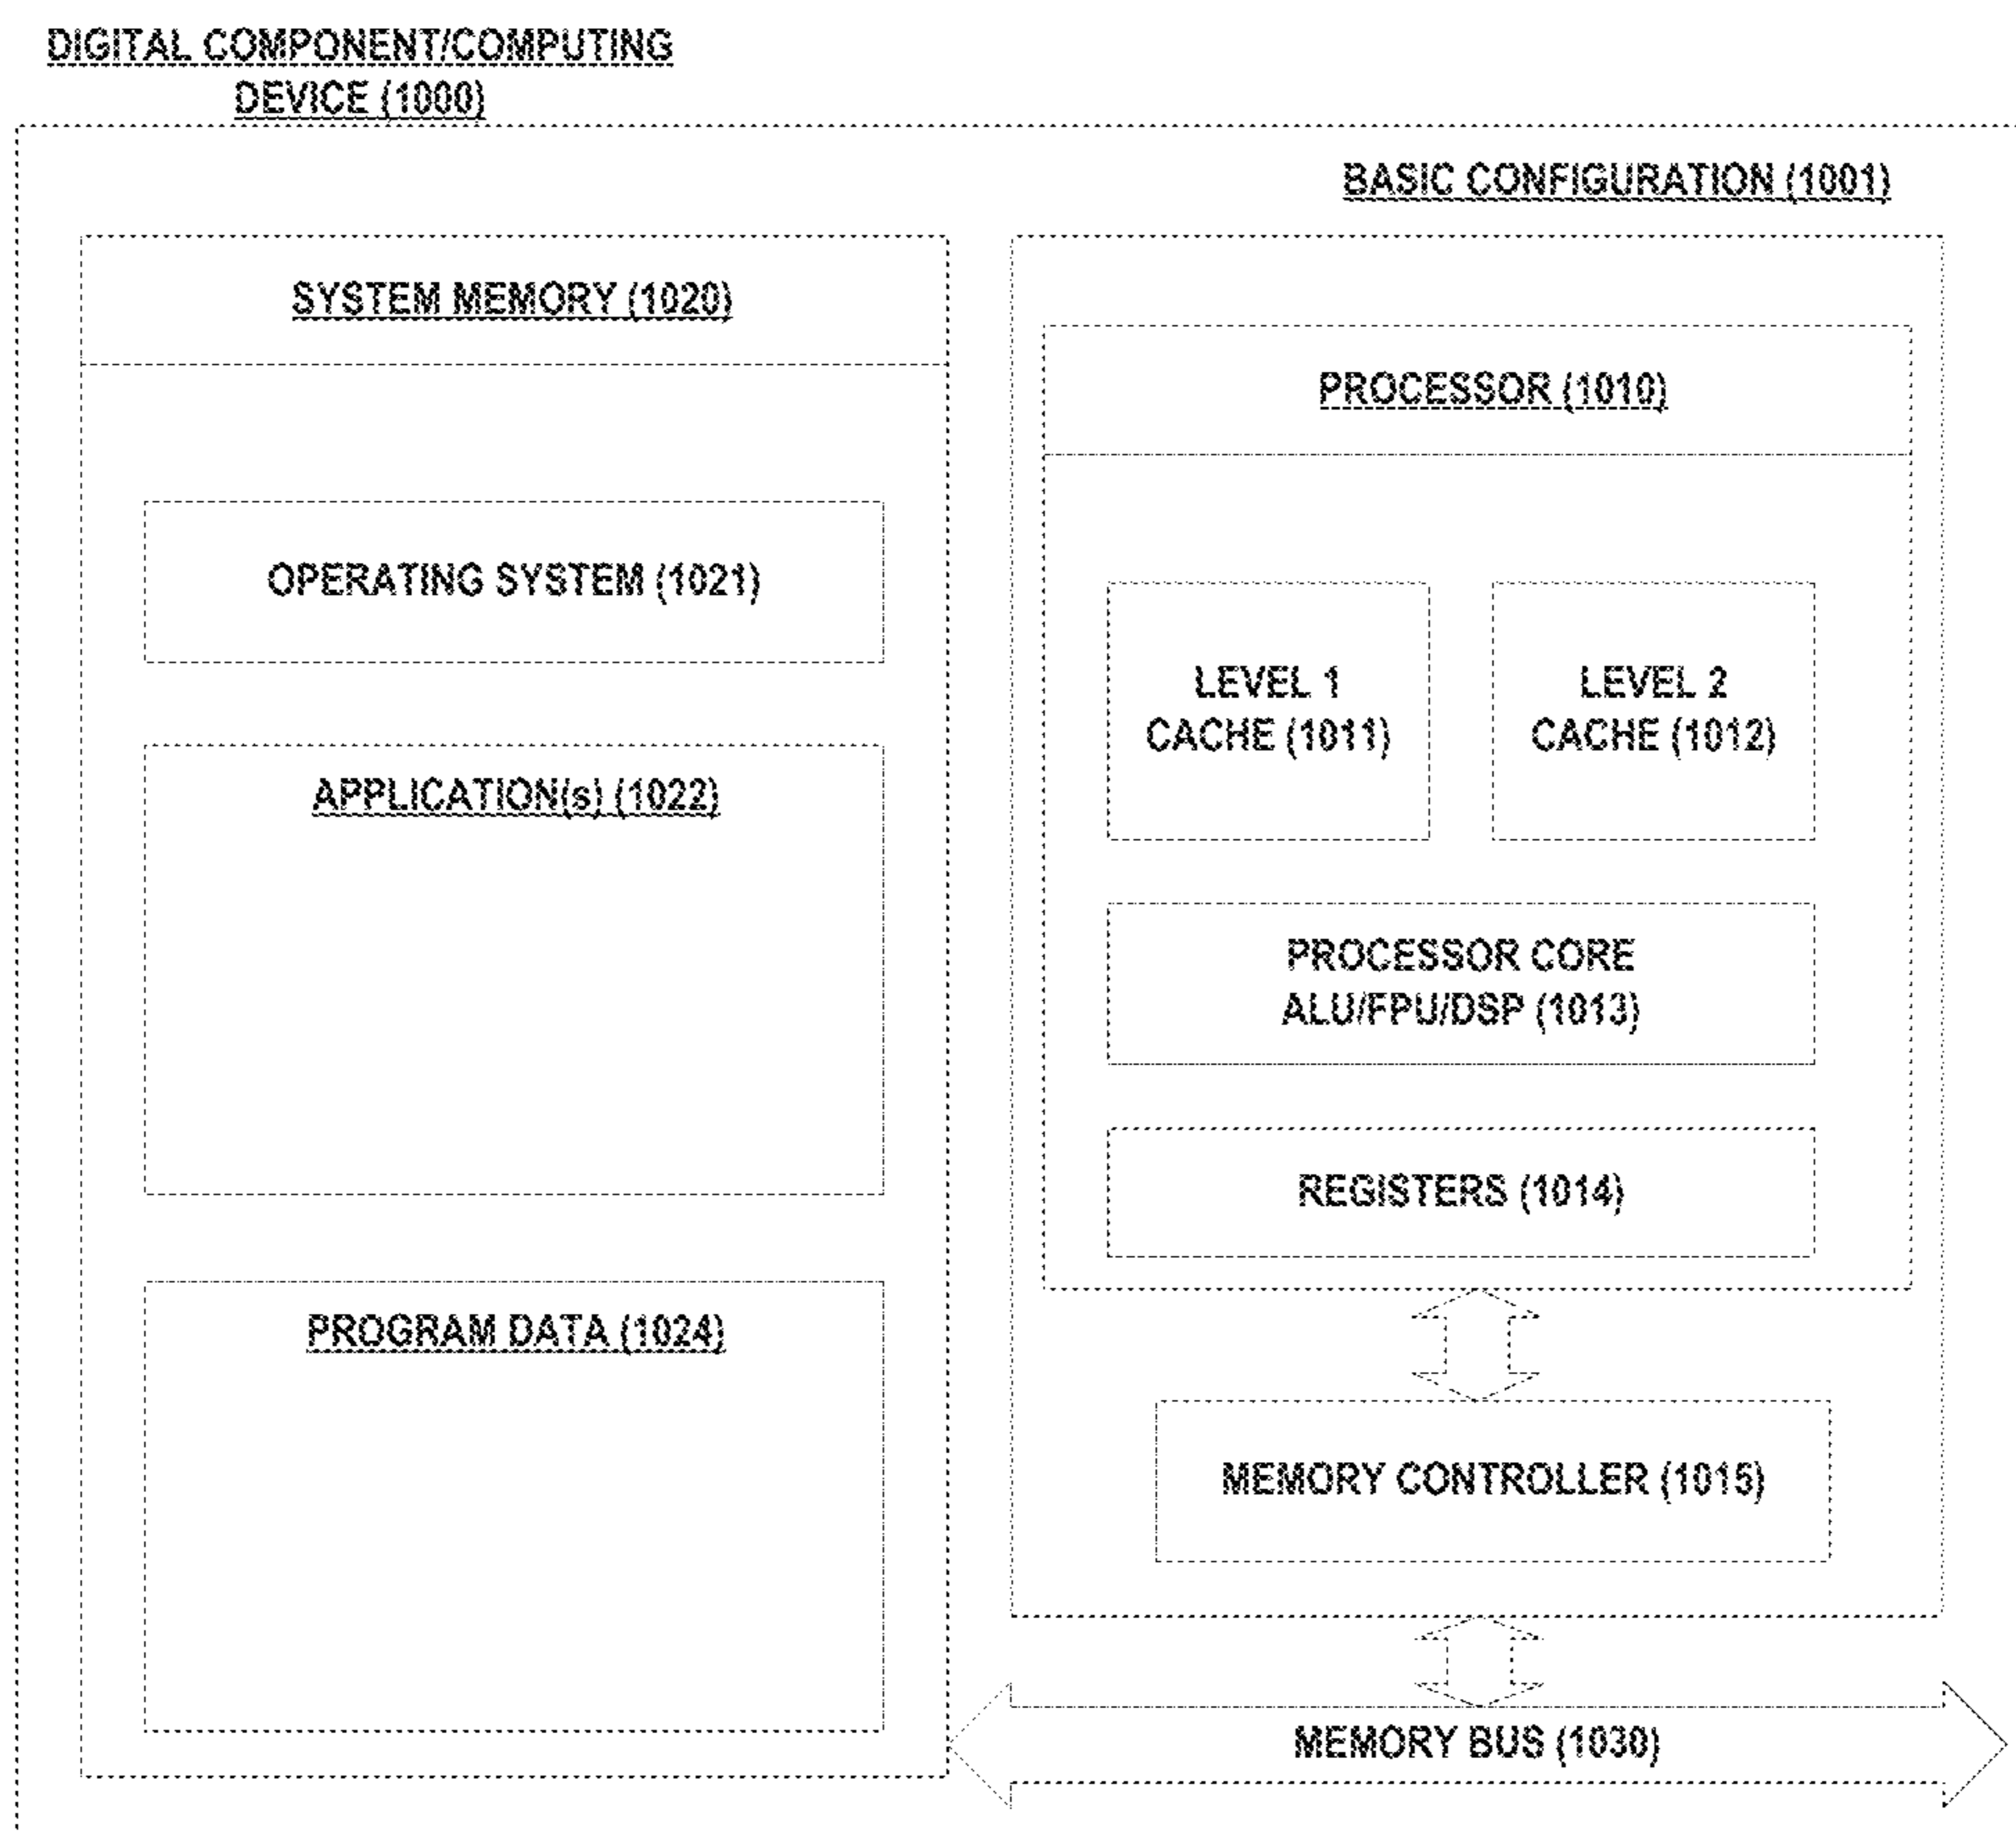 DIGITAL COMPONENT/COMPUTING
DEVICE (1000)
BASIC CONFIGURATION (1001)
SYSTEM MEMORY (1020)
OPERATING SYSTEM (1021)
APPLICATION(s) (1022)
PROGRAM DATA (1024)
PROCESSOR (1010)
LEVEL 1
CACHE (1011)
LEVEL 2
CACHE (1012)
PROCESSOR CORE
ALU/FPU/DSP (1013)
REGISTERS (1014)
MEMORY CONTROLLER (1015)
MEMORY BUS (1030)